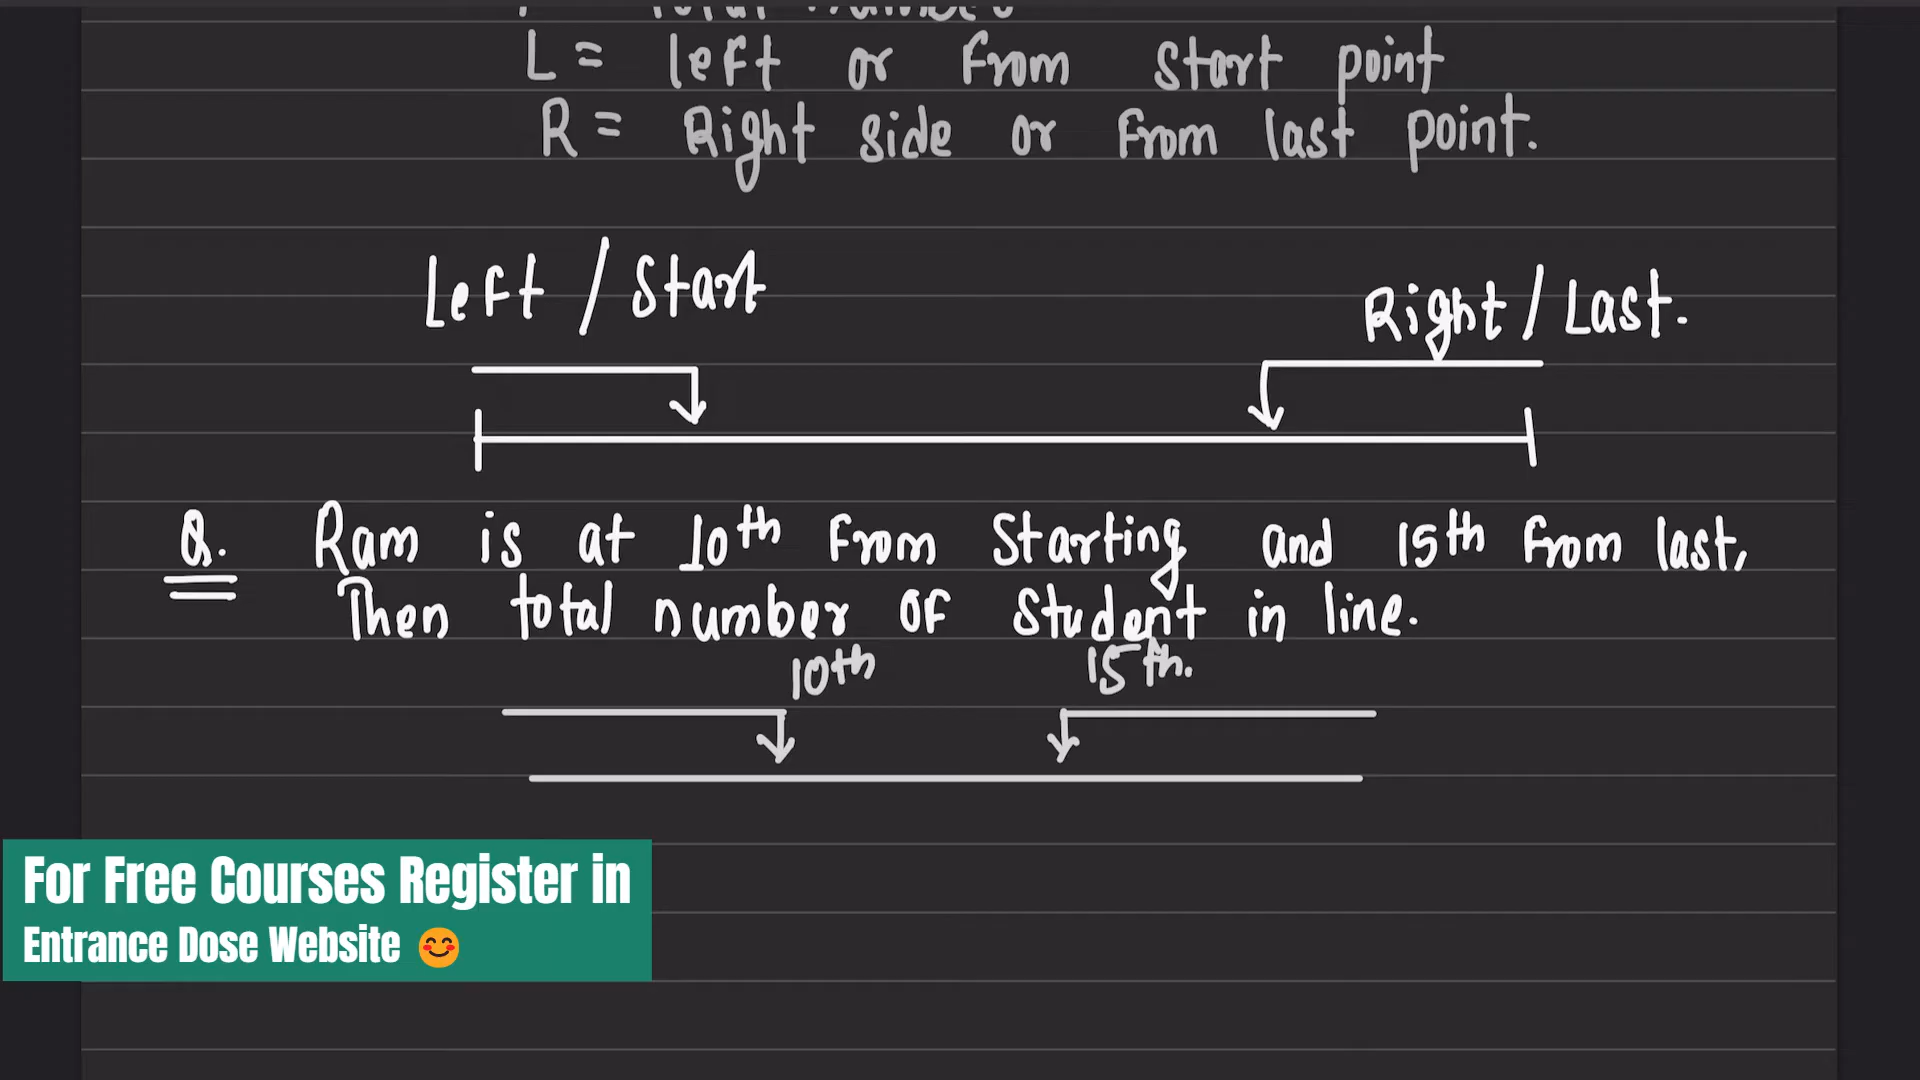 L = left or from start point
R = Right side or from last point.
Left / Start
Right / Last.
Q. Ram is at 10th from Starting and 15th from last,
Then total number of Student in line.
10th 15th.
For Free Courses Register in
Entrance Dose Website 😊